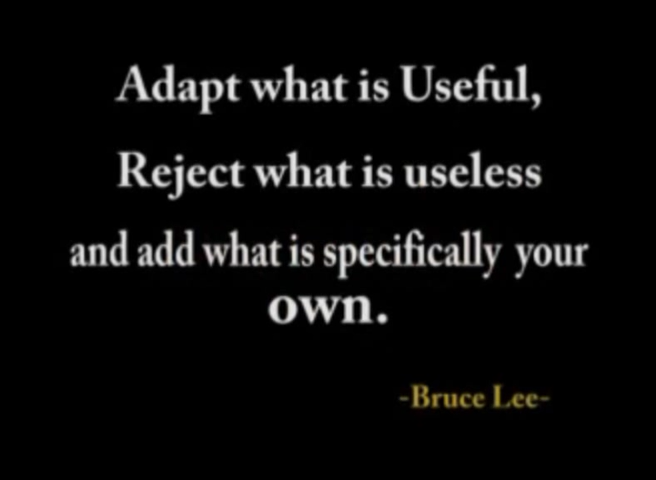 Adapt what is Useful,
Reject what is useless
and add what is specifically your
own.
-Bruce Lee-